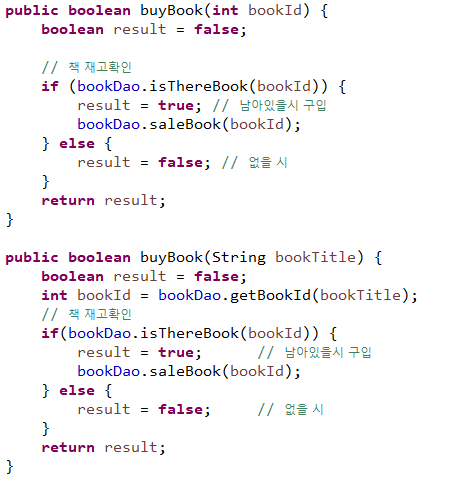 public boolean buyBook(int bookId) {
    boolean result = false;

    // 책 재고확인
    if (bookDao.isThereBook(bookId)) {
        result = true; // 남아있을시 구입
        bookDao.saleBook(bookId);
    } else {
        result = false; // 없을 시
    }
    return result;
}

public boolean buyBook(String bookTitle) {
    boolean result = false;
    int bookId = bookDao.getBookId(bookTitle);
    // 책 재고확인
    if(bookDao.isThereBook(bookId)) {
        result = true;      // 남아있을시 구입
        bookDao.saleBook(bookId);
    } else {
        result = false;     // 없을 시
    }
    return result;
}